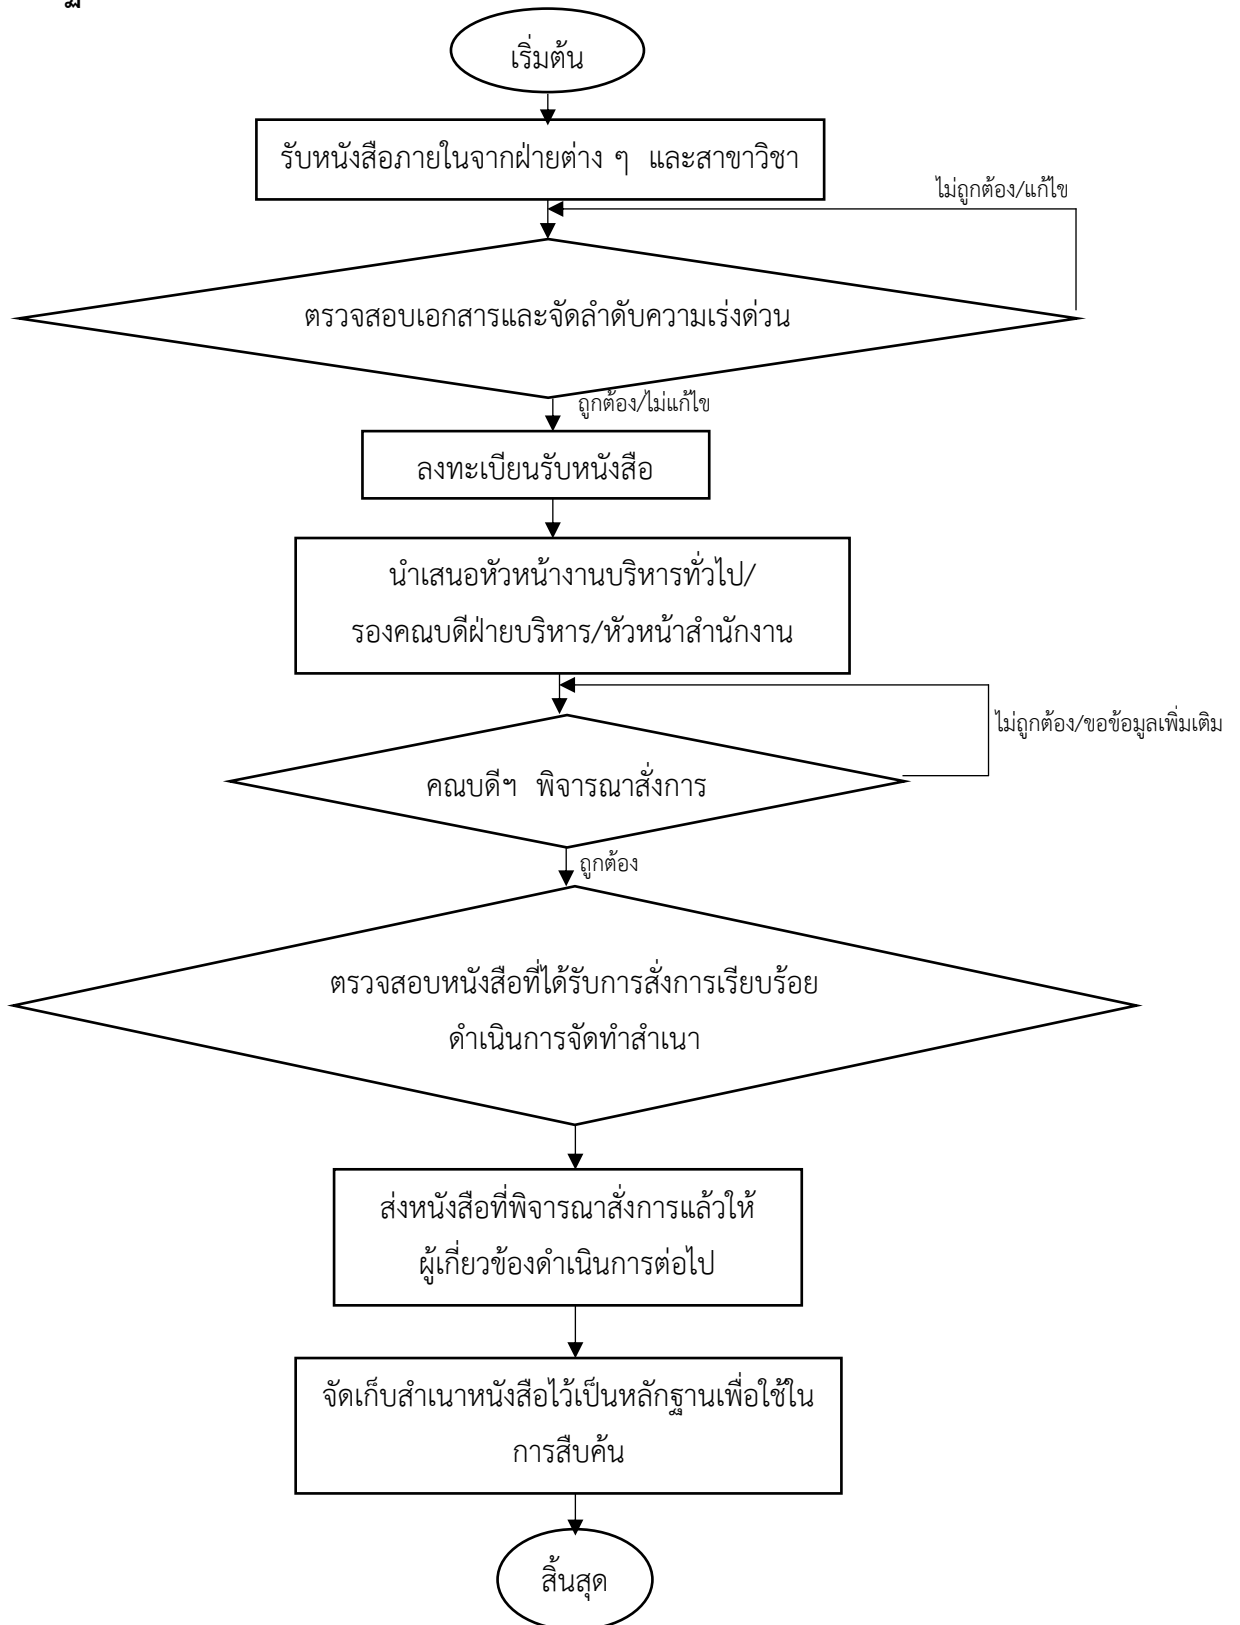 เริ่มต้น
รับหนังสือภายในจากฝ่ายต่าง ๆ และสาขาวิชา
ไม่ถูกต้อง/แก้ไข
ตรวจสอบเอกสารและจัดลำดับความเร่งด่วน
ถูกต้อง/ไม่แก้ไข
ลงทะเบียนรับหนังสือ
นำเสนอหัวหน้างานบริหารทั่วไป/
รองคณบดีฝ่ายบริหาร/หัวหน้าสำนักงาน
ไม่ถูกต้อง/ขอข้อมูลเพิ่มเติม
คณบดีฯ พิจารณาสั่งการ
ถูกต้อง
ตรวจสอบหนังสือที่ได้รับการสั่งการเรียบร้อย
ดำเนินการจัดทำสำเนา
ส่งหนังสือที่พิจารณาสั่งการแล้วให้
ผู้เกี่ยวข้องดำเนินการต่อไป
จัดเก็บสำเนาหนังสือไว้เป็นหลักฐานเพื่อใช้ใน
การสืบค้น
สิ้นสุด